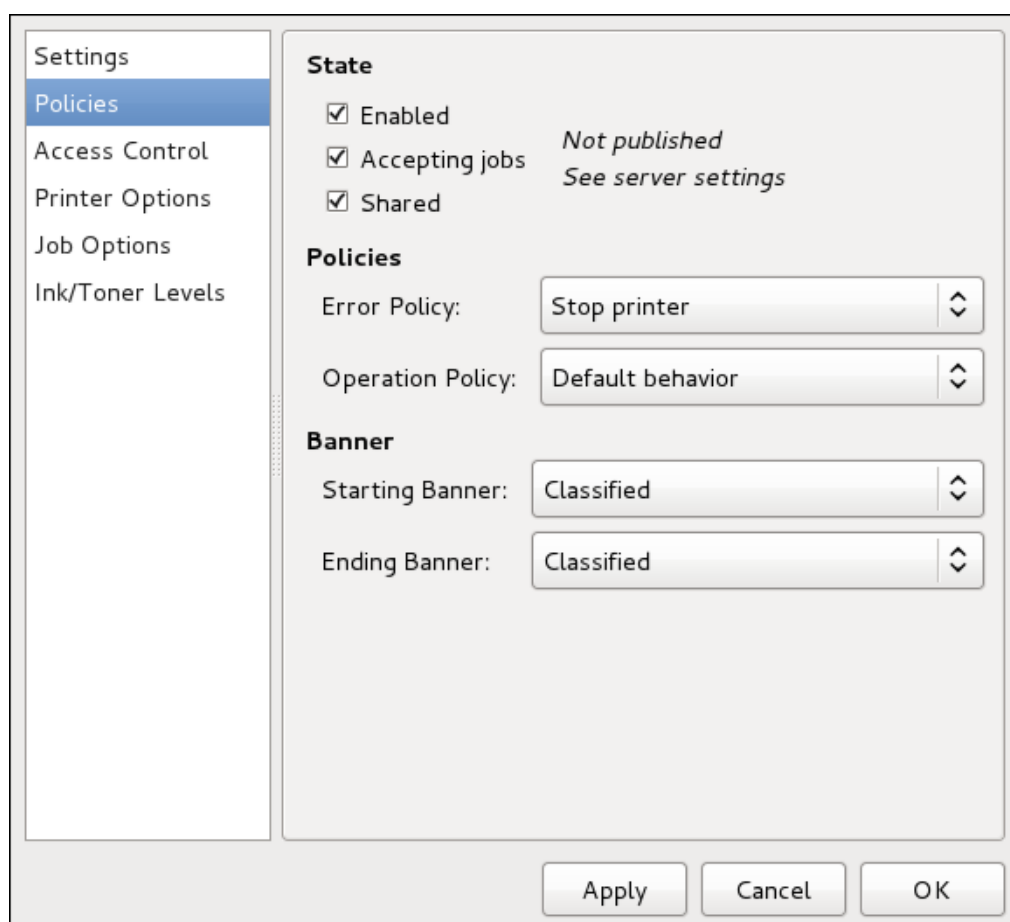 Settings
Policies
Access Control
Printer Options
Job Options
Ink/Toner Levels
State
Enabled
Accepting jobs
Shared
Not published
See server settings
Policies
Error Policy: Stop printer
Operation Policy: Default behavior
Banner
Starting Banner: Classified
Ending Banner: Classified
Apply Cancel OK